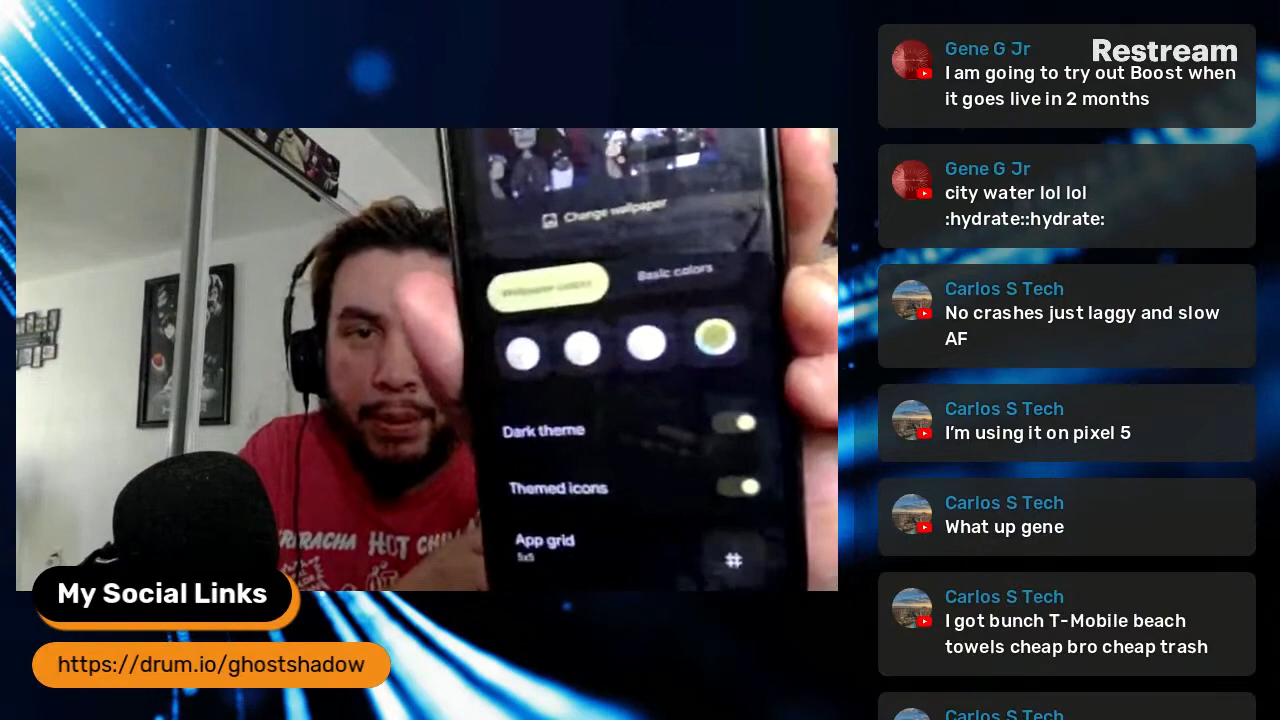 Restream
Gene G Jr
I am going to try out Boost when
it goes live in 2 months
Gene G Jr
city water lol lol
:hydrate::hydrate:
Carlos S Tech
No crashes just laggy and slow
AF
Carlos S Tech
I'm using it on pixel 5
Carlos S Tech
What up gene
Carlos S Tech
I got bunch T-Mobile beach
towels cheap bro cheap trash
Carlos S Tech
Change wallpaper
Wallpaper colors
Basic colors
Dark theme
Themed icons
App grid
5x5
SRIRACHA HOT
My Social Links
https://drum.io/ghostshadow